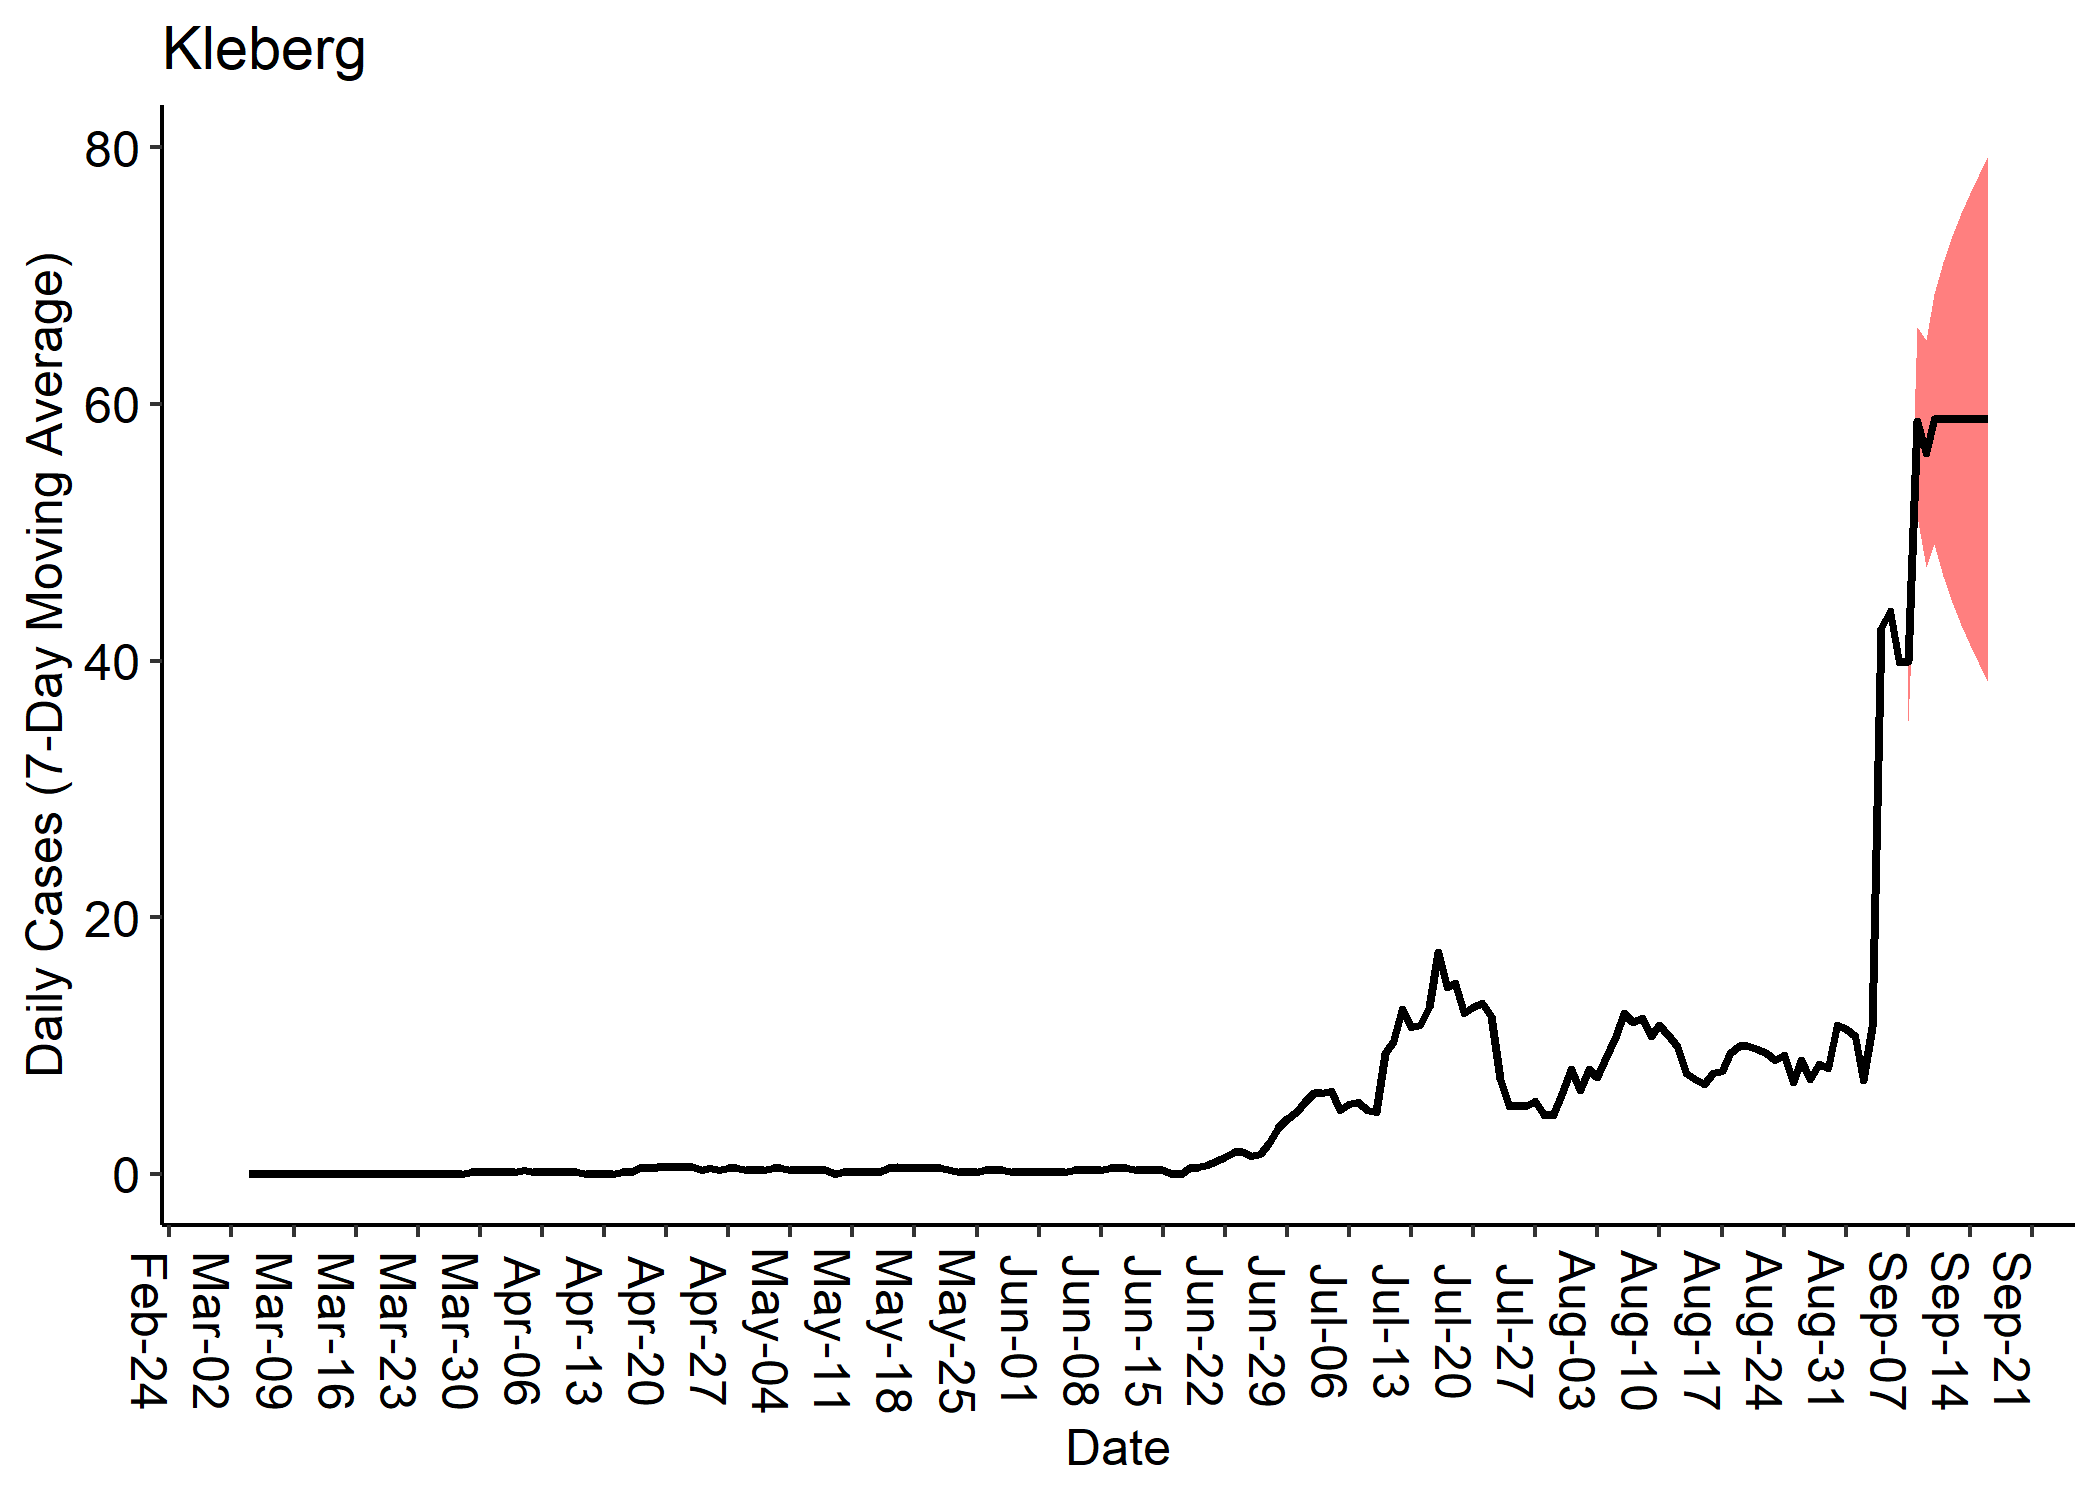 Kleberg
Daily Cases (7-Day Moving Average)
80
60
40
20
0
Feb-24
Mar-02
Mar-09
Mar-16
Mar-23
Mar-30
Apr-06
Apr-13
Apr-20
Apr-27
May-04
May-11
May-18
May-25
Jun-01
Jun-08
Jun-15
Jun-22
Jun-29
Jul-06
Jul-13
Jul-20
Jul-27
Aug-03
Aug-10
Aug-17
Aug-24
Aug-31
Sep-07
Sep-14
Sep-21
Date